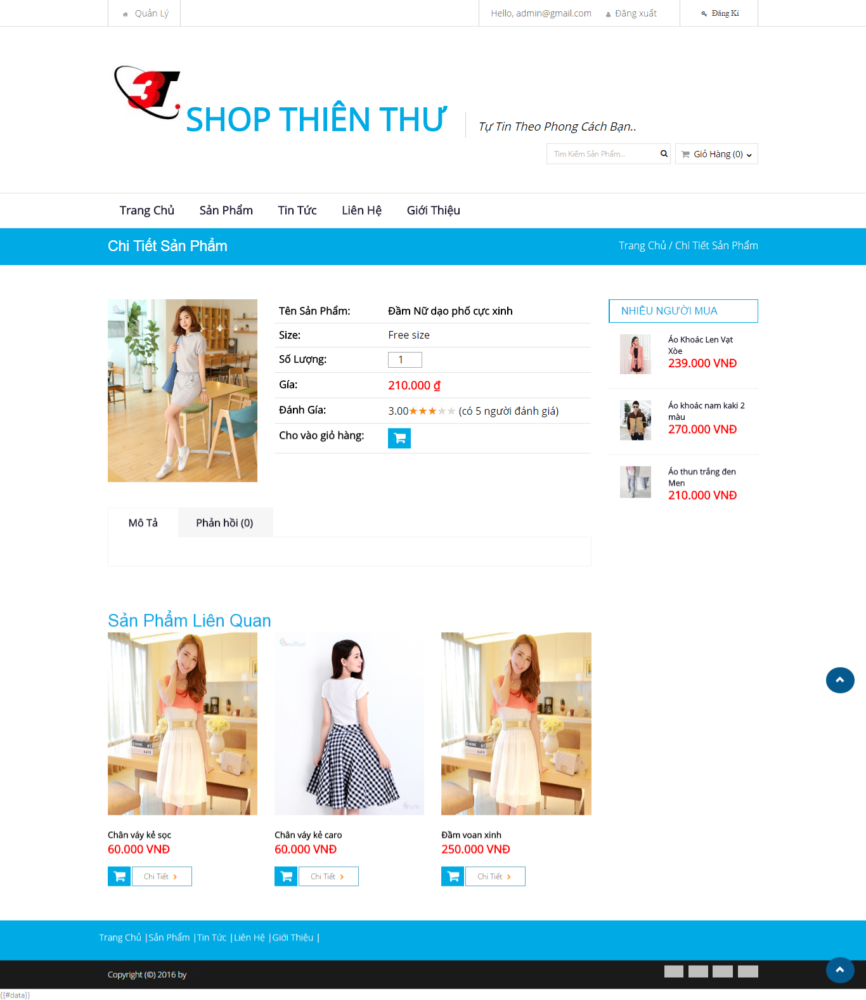 Quản Lý
Hello, admin@gmail.com Đăng xuất Đăng Kí
3T.
SHOP THIÊN THƯ
Tự Tin Theo Phong Cách Bạn..
Tìm Kiếm Sản Phẩm... Giỏ Hàng (0)
Trang Chủ Sản Phẩm Tin Tức Liên Hệ Giới Thiệu
Chi Tiết Sản Phẩm
Trang Chủ / Chi Tiết Sản Phẩm
Tên Sản Phẩm: Đầm Nữ dạo phố cực xinh
Size: Free size
Số Lượng: 1
Gía: 210.000 ₫
Đánh Gía: 3.00★★★★★ (có 5 người đánh giá)
Cho vào giỏ hàng:
NHIỀU NGƯỜI MUA
Áo Khoác Len Vạt
Xòe
239.000 VNĐ
Áo khoác nam kaki 2
màu
270.000 VNĐ
Áo thun trắng đen
Men
210.000 VNĐ
Mô Tả Phản hồi (0)
Sản Phẩm Liên Quan
Style
Chân váy kẻ sọc
60.000 VNĐ
Chi Tiết
Chân váy kẻ caro
60.000 VNĐ
Chi Tiết
Đầm voan xinh
250.000 VNĐ
Chi Tiết
Trang Chủ |Sản Phẩm |Tin Tức |Liên Hệ |Giới Thiệu |
Copyright (©) 2016 by
{{#data}}